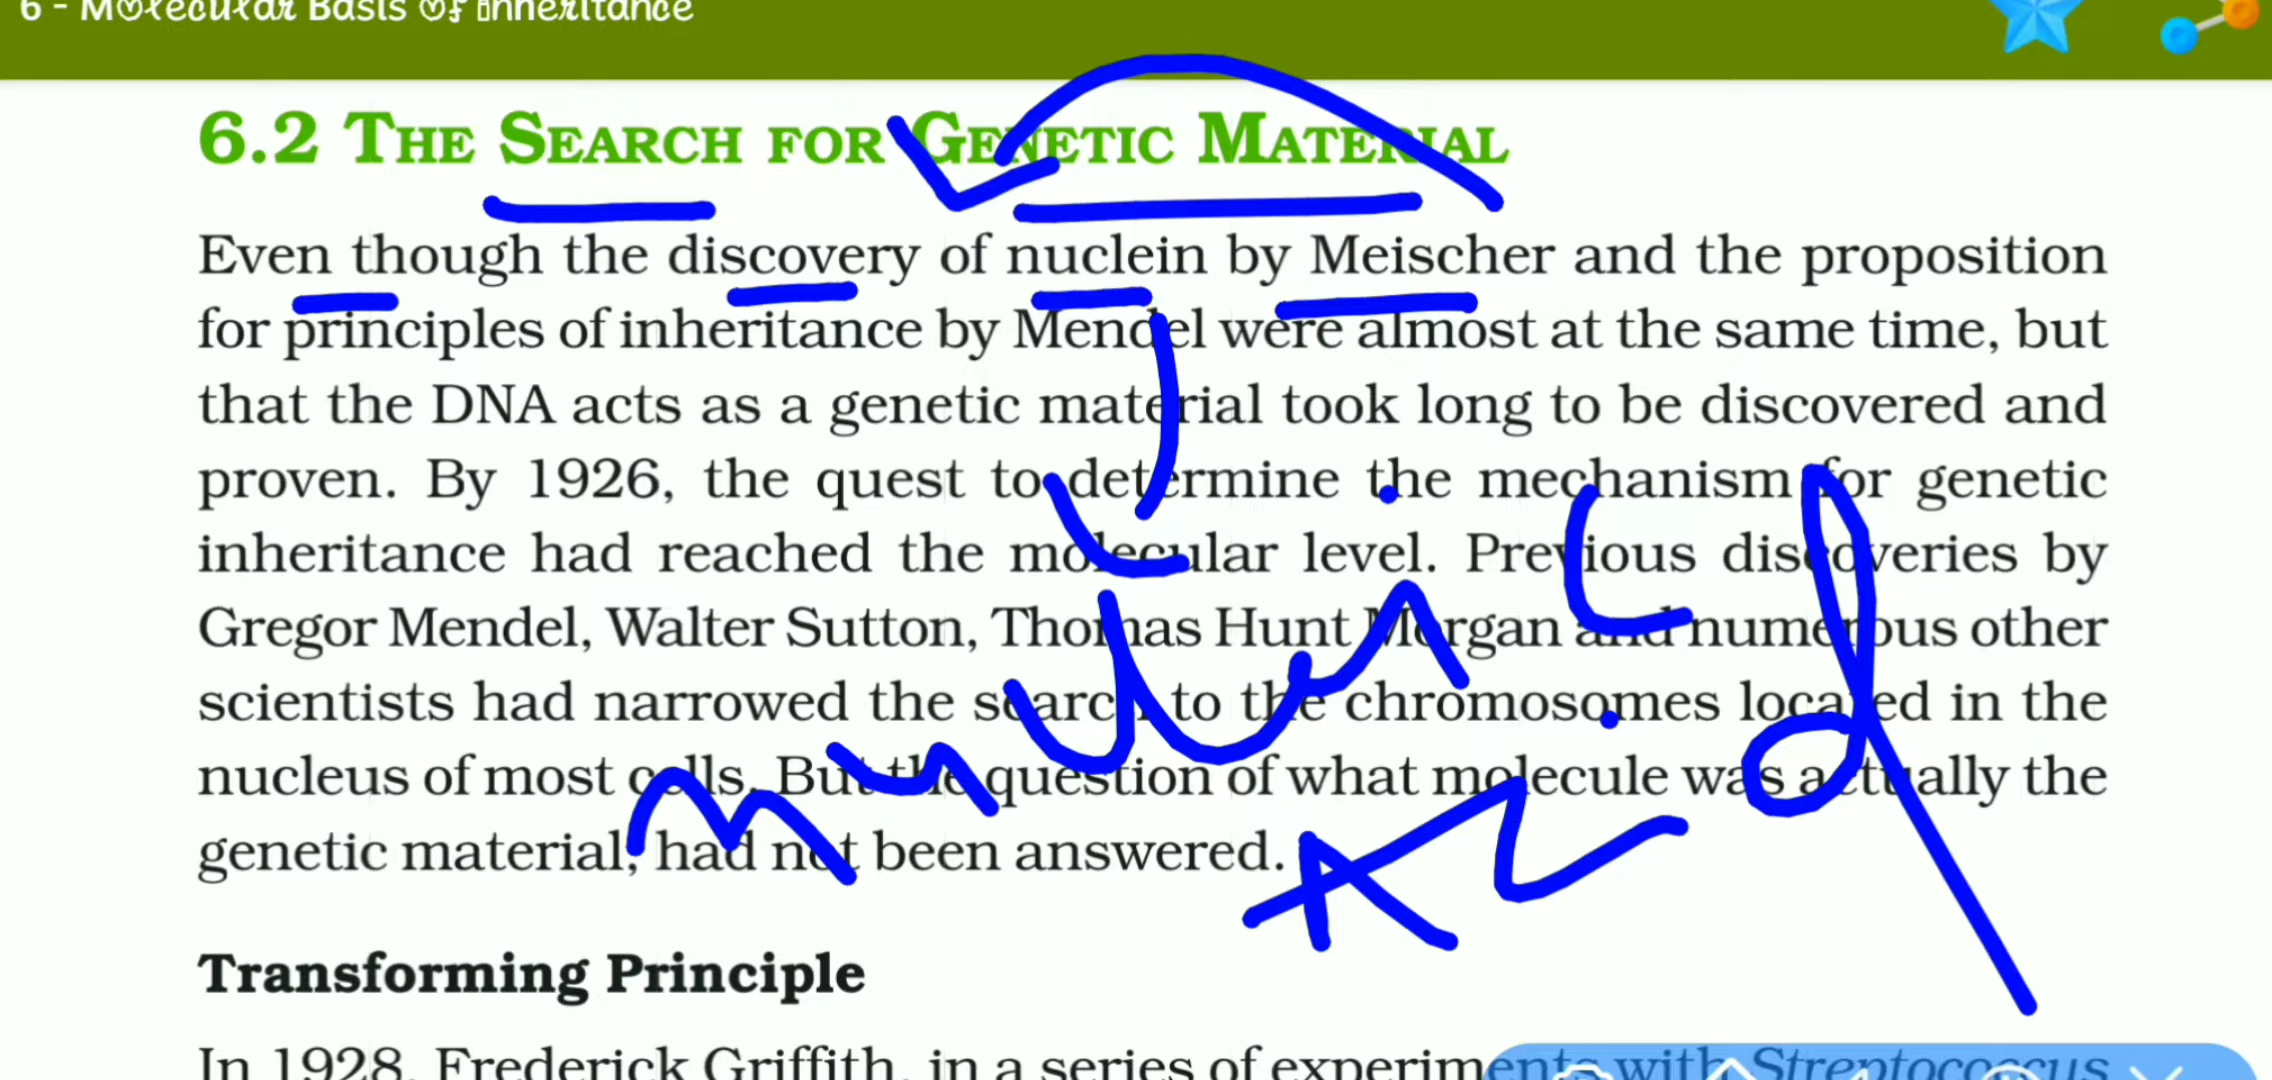 6 - Molecular Basis Of Inheritance
6.2 THE SEARCH FOR GENETIC MATERIAL
Even though the discovery of nuclein by Meischer and the proposition
for principles of inheritance by Mendel were almost at the same time, but
that the DNA acts as a genetic material took long to be discovered and
proven. By 1926, the quest to determine the mechanism for genetic
inheritance had reached the molecular level. Previous discoveries by
Gregor Mendel, Walter Sutton, Thomas Hunt Morgan and numerous other
scientists had narrowed the search to the chromosomes located in the
nucleus of most cells. But the question of what molecule was actually the
genetic material, had not been answered.
nucleic
Acid
Transforming Principle
In 1928, Frederick Griffith, in a series of experiments with Streptococcus